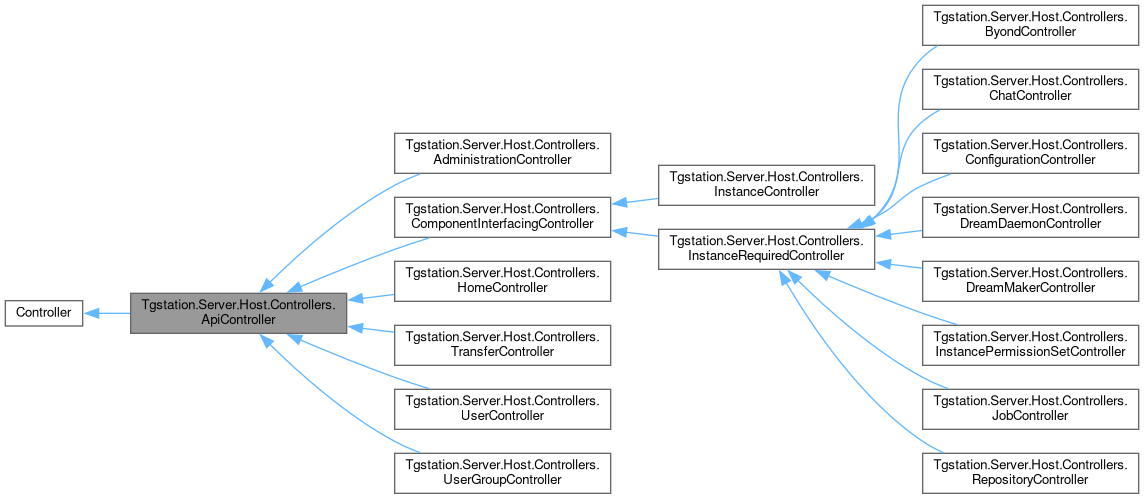 Controller
Tgstation.Server.Host.Controllers.
ApiController
Tgstation.Server.Host.Controllers.
AdministrationController
Tgstation.Server.Host.Controllers.
ComponentInterfacingController
Tgstation.Server.Host.Controllers.
HomeController
Tgstation.Server.Host.Controllers.
TransferController
Tgstation.Server.Host.Controllers.
UserController
Tgstation.Server.Host.Controllers.
UserGroupController
Tgstation.Server.Host.Controllers.
InstanceController
Tgstation.Server.Host.Controllers.
InstanceRequiredController
Tgstation.Server.Host.Controllers.
ByondController
Tgstation.Server.Host.Controllers.
ChatController
Tgstation.Server.Host.Controllers.
ConfigurationController
Tgstation.Server.Host.Controllers.
DreamDaemonController
Tgstation.Server.Host.Controllers.
DreamMakerController
Tgstation.Server.Host.Controllers.
InstancePermissionSetController
Tgstation.Server.Host.Controllers.
JobController
Tgstation.Server.Host.Controllers.
RepositoryController